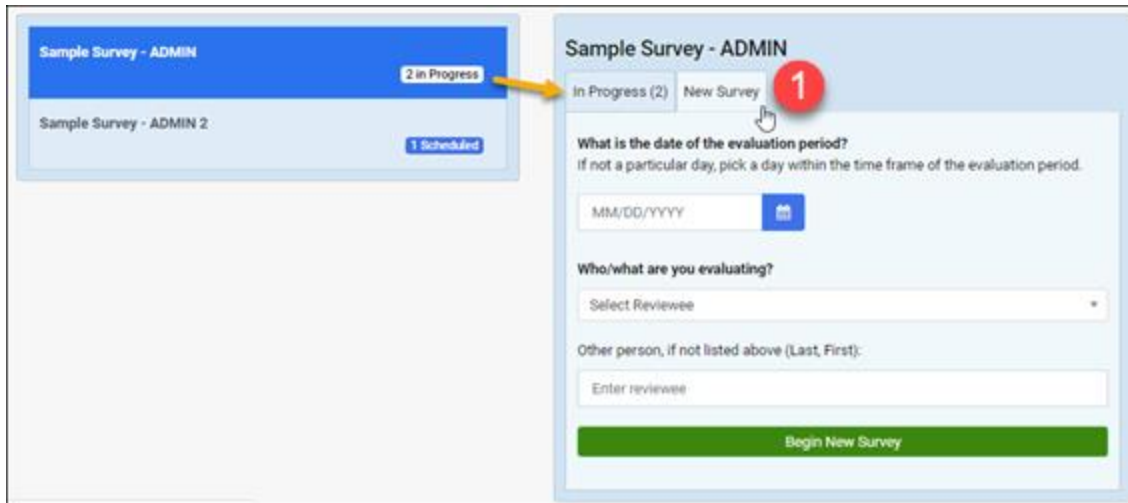 Sample Survey - ADMIN
2 in Progress
Sample Survey - ADMIN 2
1 Scheduled
Sample Survey - ADMIN
In Progress (2)
New Survey
1
What is the date of the evaluation period?
If not a particular day, pick a day within the time frame of the evaluation period.
MM/DD/YYYY
Who/what are you evaluating?
Select Reviewee
Other person, if not listed above (Last, First):
Enter reviewee
Begin New Survey